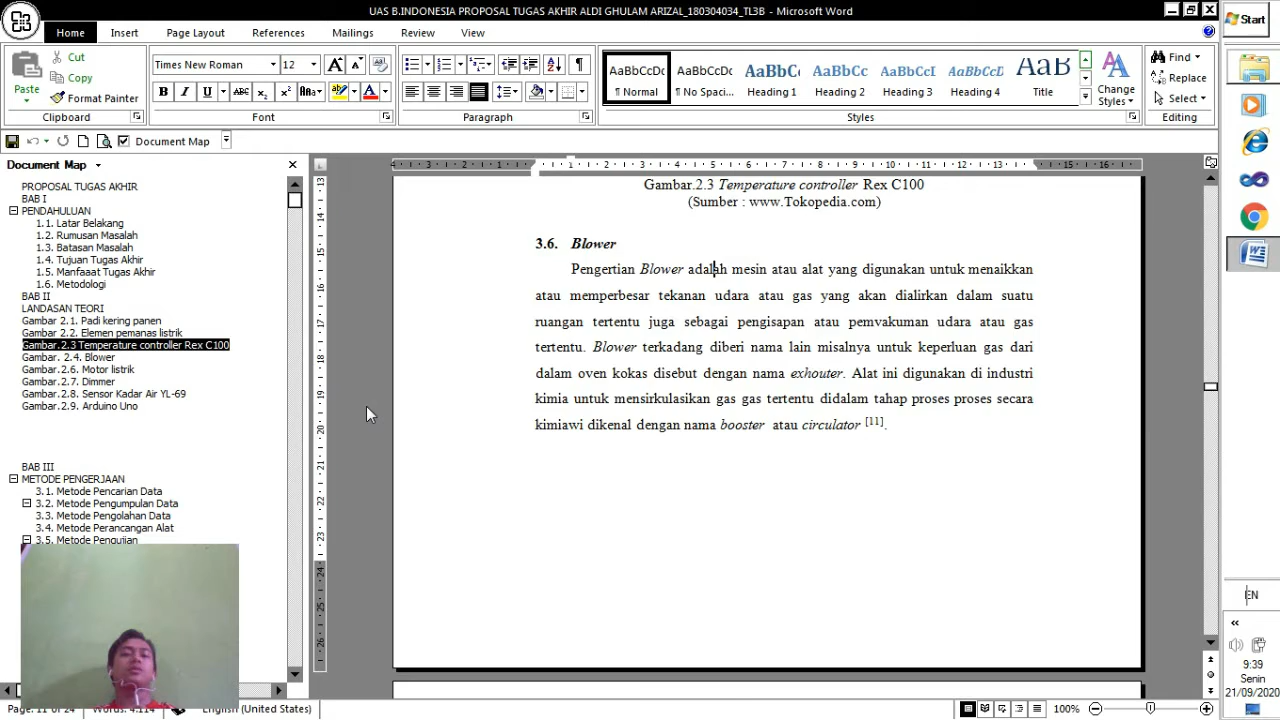 UAS B.INDONESIA PROPOSAL TUGAS AKHIR ALDI GHULAM ARIZAL_180304034_TL3B - Microsoft Word
Start
Home Insert Page Layout References Mailings Review View
Paste
Cut
Copy
Format Painter
Clipboard
Times New Roman 12
Font
Paragraph
AaBbCcDc AaBbCcDc AaBbC( AaBbCc AaBbCcI AaBbCcI AaB
¶ Normal ¶ No Spaci... Heading 1 Heading 2 Heading 3 Heading 4 Title
Change Styles
Styles
Find
Replace
Select
Editing
Document Map
Document Map
PROPOSAL TUGAS AKHIR
BAB I
PENDAHULUAN
1.1. Latar Belakang
1.2. Rumusan Masalah
1.3. Batasan Masalah
1.4. Tujuan Tugas Akhir
1.5. Manfaaat Tugas Akhir
1.6. Metodologi
BAB II
LANDASAN TEORI
Gambar 2.1. Padi kering panen
Gambar 2.2. Elemen pemanas listrik
Gambar.2.3 Temperature controller Rex C100
Gambar. 2.4. Blower
Gambar.2.6. Motor listrik
Gambar.2.7. Dimmer
Gambar.2.8. Sensor Kadar Air YL-69
Gambar.2.9. Arduino Uno
BAB III
METODE PENGERJAAN
3.1. Metode Pencarian Data
3.2. Metode Pengumpulan Data
3.3. Metode Pengolahan Data
3.4. Metode Perancangan Alat
3.5. Metode Pengujian
Gambar.2.3 Temperature controller Rex C100
(Sumber : www.Tokopedia.com)
3.6. Blower
Pengertian Blower adalah mesin atau alat yang digunakan untuk menaikkan
atau memperbesar tekanan udara atau gas yang akan dialirkan dalam suatu
ruangan tertentu juga sebagai pengisapan atau pemvakuman udara atau gas
tertentu. Blower terkadang diberi nama lain misalnya untuk keperluan gas dari
dalam oven kokas disebut dengan nama exhouter. Alat ini digunakan di industri
kimia untuk mensirkulasikan gas gas tertentu didalam tahap proses proses secara
kimiawi dikenal dengan nama booster atau circulator [11].
Page: 11 of 24 Words: 4.114 English (United States) 100%
EN
9:39
Senin
21/09/2020